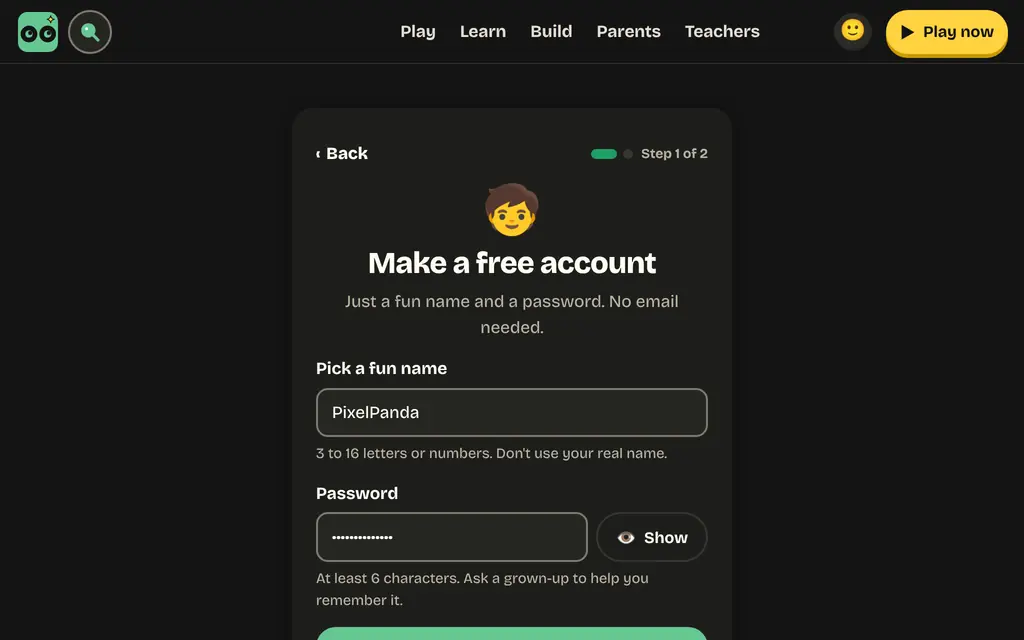 Play Learn Build Parents Teachers Play now
‹ Back Step 1 of 2
Make a free account
Just a fun name and a password. No email
needed.
Pick a fun name
PixelPanda
3 to 16 letters or numbers. Don't use your real name.
Password
•••••••••••••• Show
At least 6 characters. Ask a grown-up to help you
remember it.